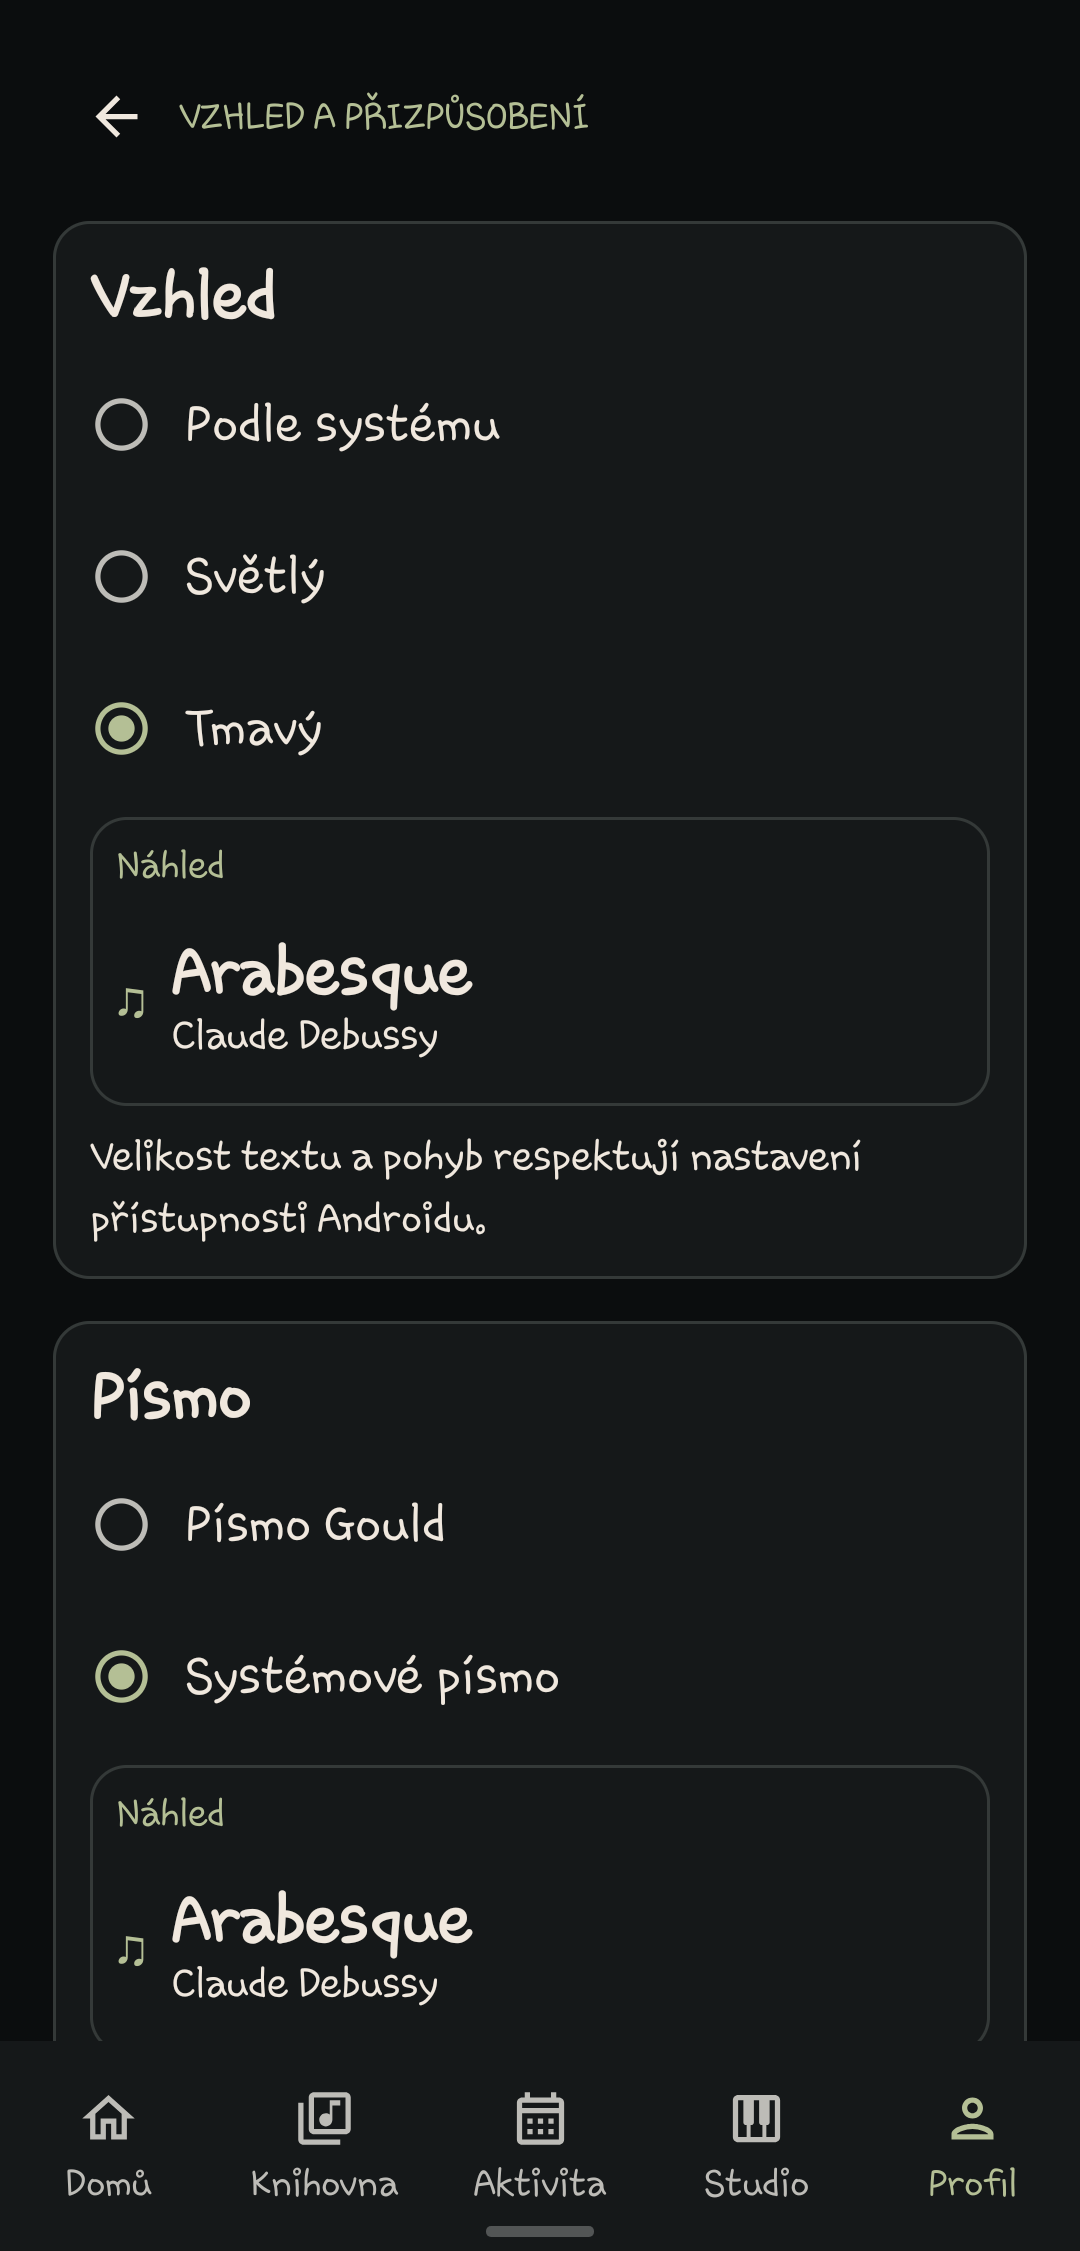 VZHLED A PŘIZPŮSOBENÍ
Vzhled
Podle systému
Světlý
Tmavý
Náhled
Arabesque
Claude Debussy
Velikost textu a pohyb respektují nastavení
přístupnosti Androidu.
Písmo
Písmo Gould
Systémové písmo
Náhled
Arabesque
Claude Debussy
Domů Knihovna Aktivita Studio Profil